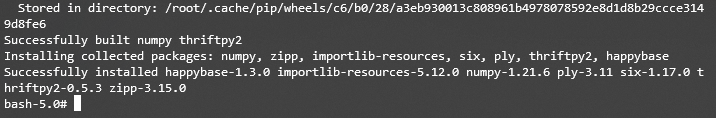 Stored in directory: /root/.cache/pip/wheels/c6/b0/28/a3eb930013c808961b4978078592e8d1d8b29ccce314
9d8fe6
Successfully built numpy thriftpy2
Installing collected packages: numpy, zipp, importlib-resources, six, ply, thriftpy2, happybase
Successfully installed happybase-1.3.0 importlib-resources-5.12.0 numpy-1.21.6 ply-3.11 six-1.17.0 t
hriftpy2-0.5.3 zipp-3.15.0
bash-5.0#